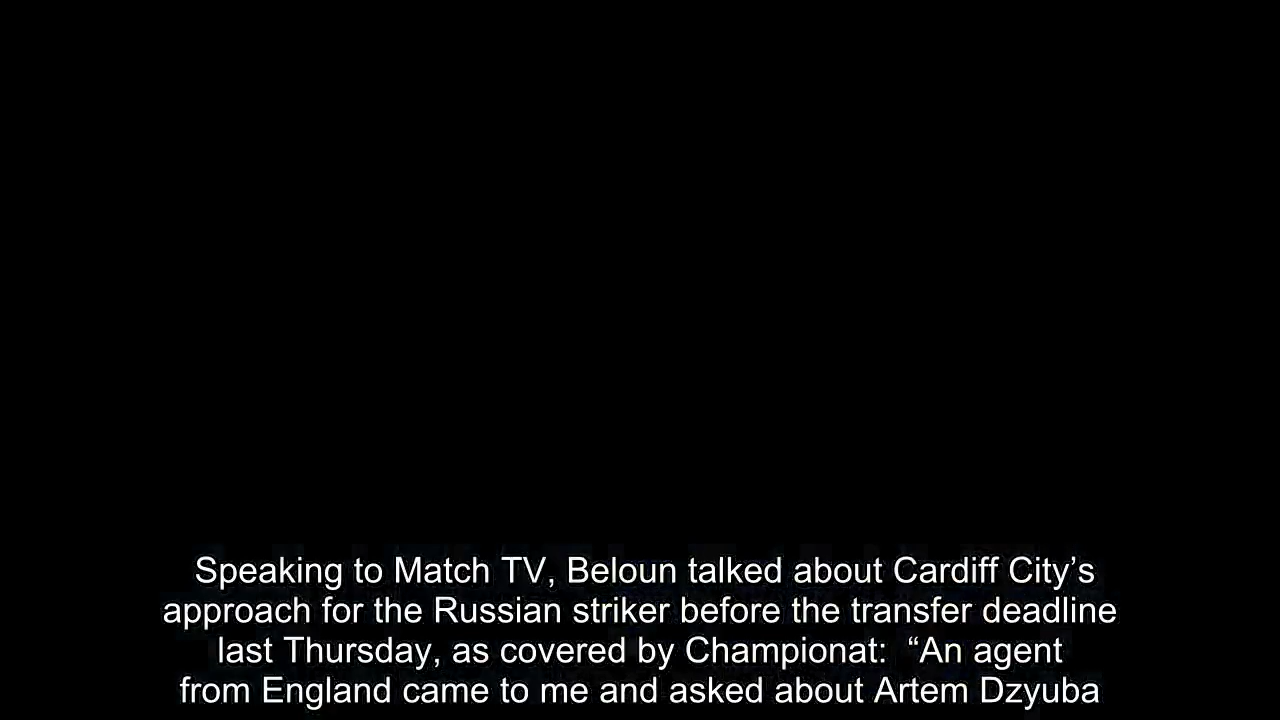 Speaking to Match TV, Beloun talked about Cardiff City’s
approach for the Russian striker before the transfer deadline
last Thursday, as covered by Championat:  “An agent
from England came to me and asked about Artem Dzyuba